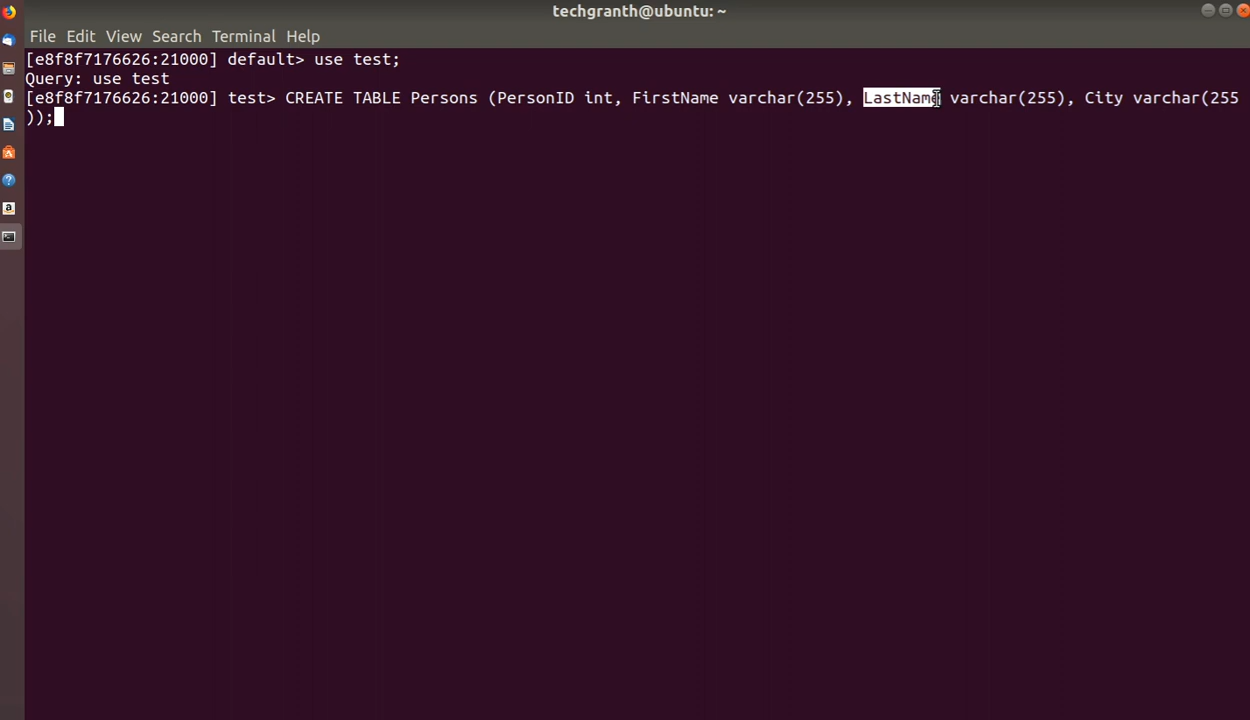 techgranth@ubuntu: ~
File Edit View Search Terminal Help
[e8f8f7176626:21000] default> use test;
Query: use test
[e8f8f7176626:21000] test> CREATE TABLE Persons (PersonID int, FirstName varchar(255), LastName varchar(255), City varchar(255
));